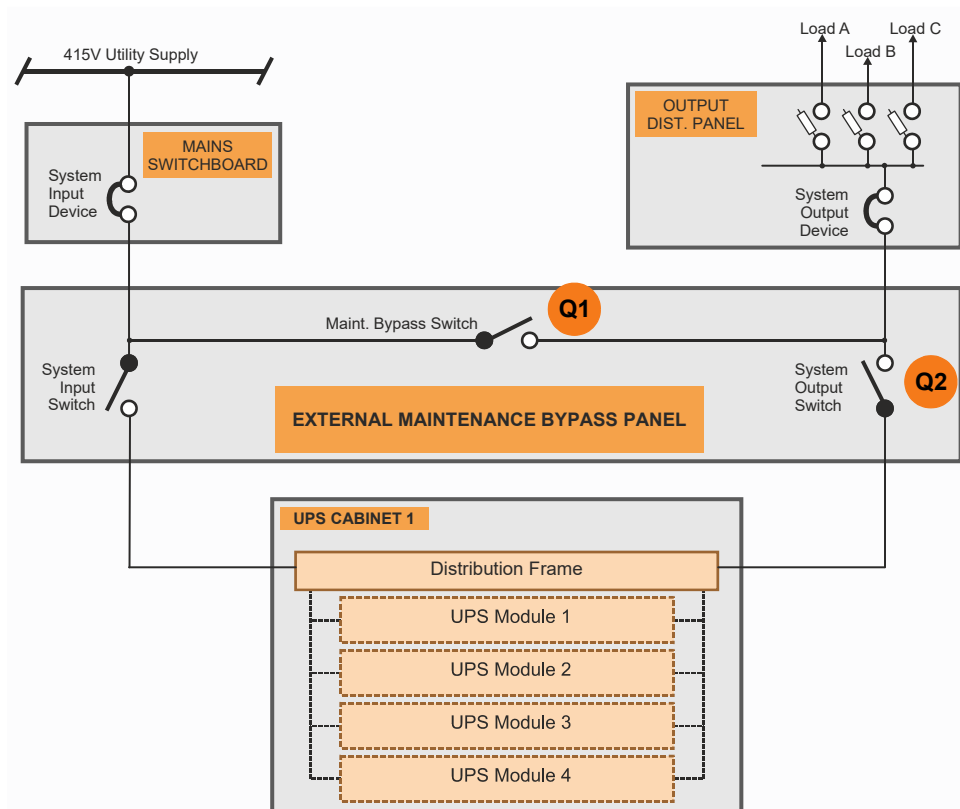 415V Utility Supply
MAINS
SWITCHBOARD
System
Input
Device
Load A
Load B
Load C
OUTPUT
DIST. PANEL
System
Output
Device
Maint. Bypass Switch
Q1
System
Input
Switch
EXTERNAL MAINTENANCE BYPASS PANEL
System
Output
Switch
Q2
UPS CABINET 1
Distribution Frame
UPS Module 1
UPS Module 2
UPS Module 3
UPS Module 4